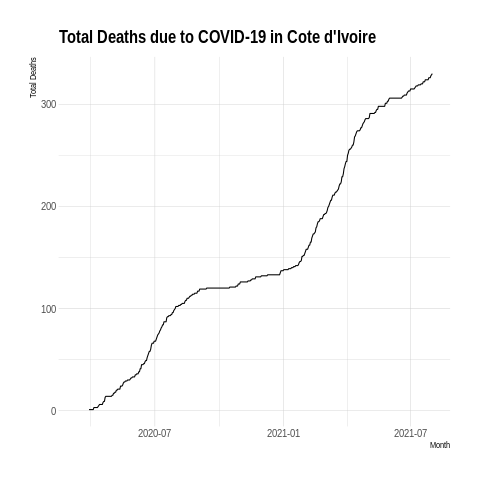 Total Deaths due to COVID-19 in Cote d'Ivoire
Total Deaths
300
200
100
0
2020-07 2021-01 2021-07
Month